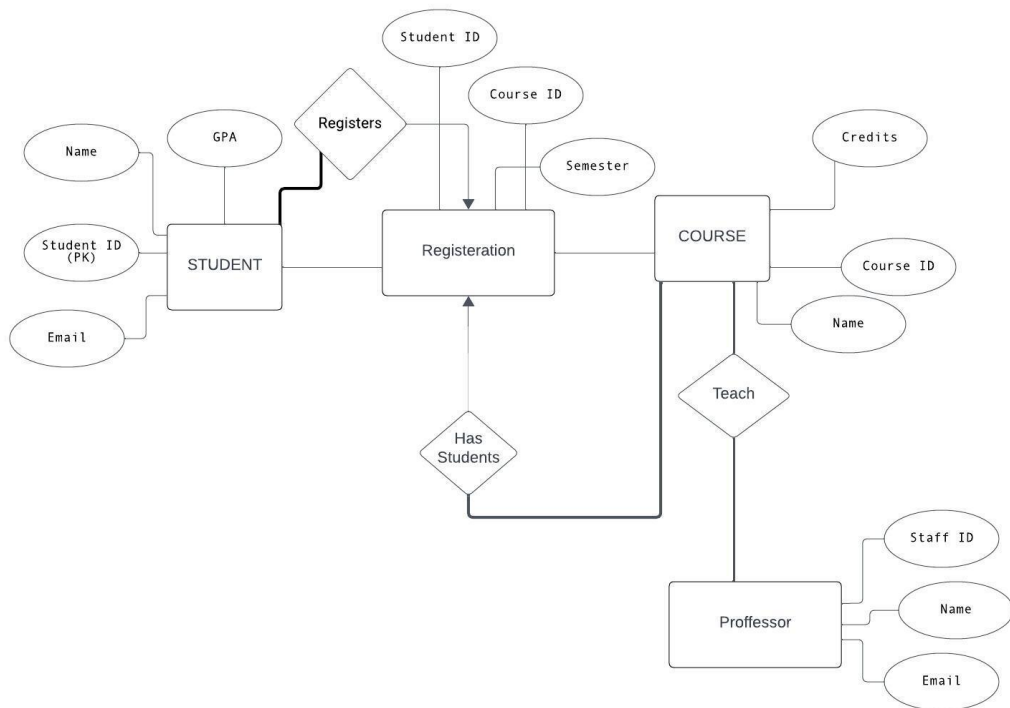 Student ID
Course ID
Registers
GPA
Name
Credits
Semester
Student ID
(PK)
STUDENT
Registeration
COURSE
Course ID
Email
Name
Teach
Has
Students
Staff ID
Name
Proffessor
Email